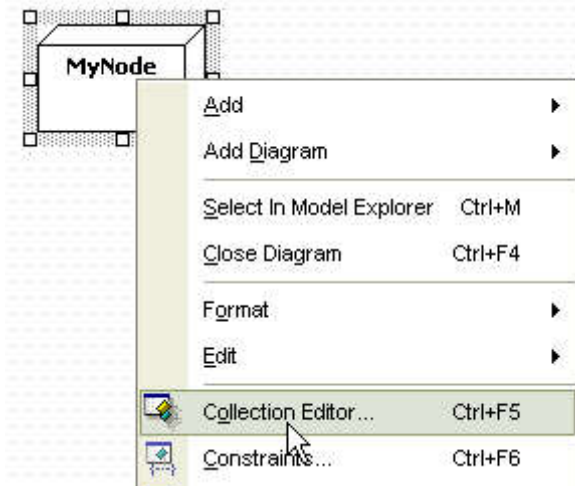 MyNode
Add
Add Diagram
Select In Model Explorer Ctrl+M
Close Diagram Ctrl+F4
Format
Edit
Collection Editor... Ctrl+F5
Constraints... Ctrl+F6